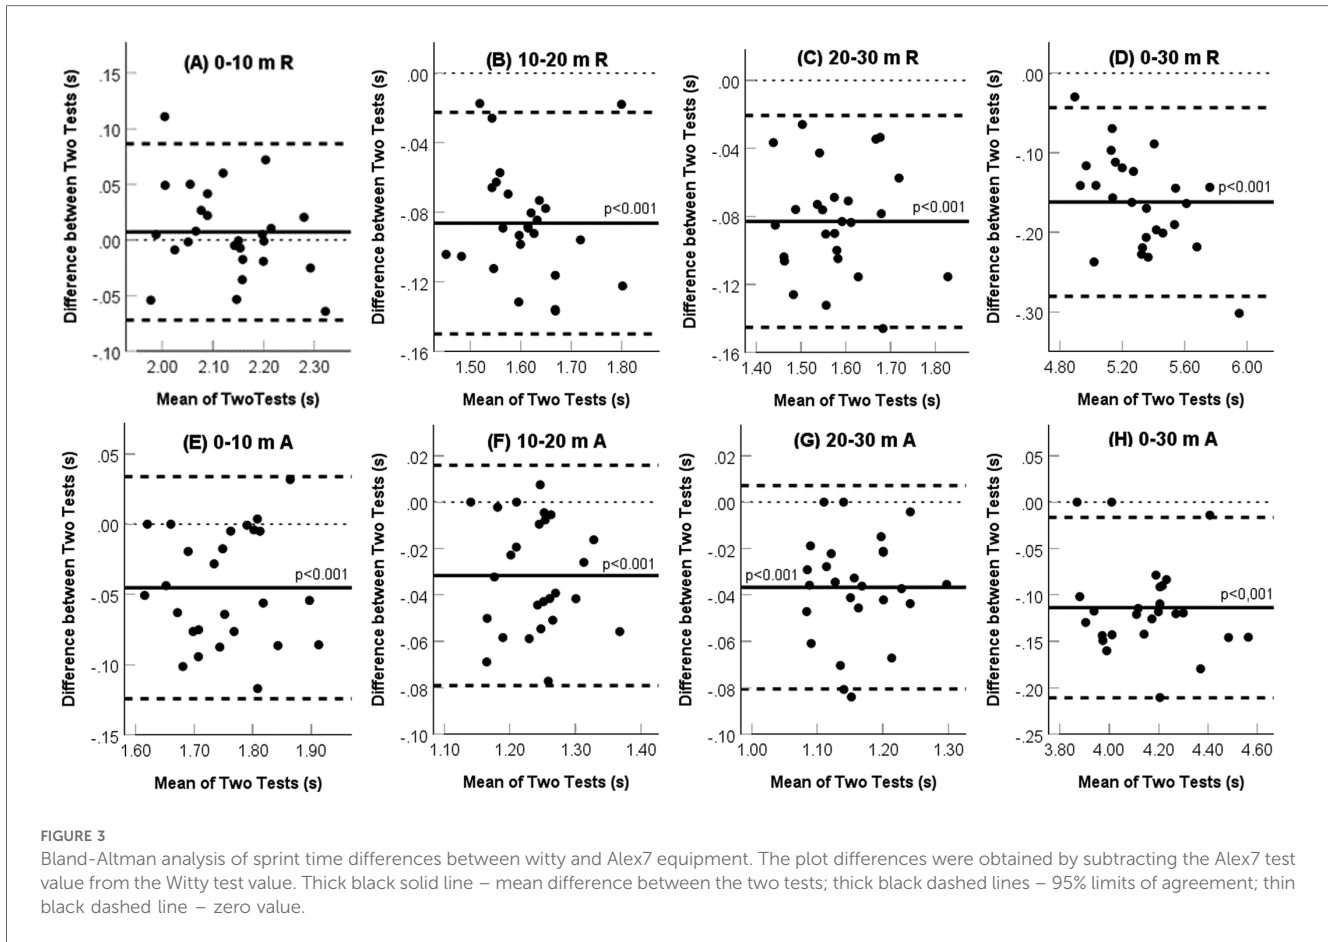 (A) 0-10 m R
Difference between Two Tests (s)
.15
.10
.05
.00
-.05
-.10
2.00 2.10 2.20 2.30
Mean of TwoTests (s)
(B) 10-20 m R
Difference between Two Tests (s)
.00
-.04
-.08
-.12
-.16
p<0.001
1.50 1.60 1.70 1.80
Mean of Two Tests (s)
(C) 20-30 m R
Difference between Two Tests (s)
.00
-.04
-.08
-.12
-.16
p<0.001
1.40 1.50 1.60 1.70 1.80
Mean of Two Tests (s)
(D) 0-30 m R
Difference between Two Tests (s)
.00
-.10
-.20
-.30
p<0.001
4.80 5.20 5.60 6.00
Mean of Two Tests (s)
(E) 0-10 m A
Difference between Two Tests (s)
.05
.00
-.05
-.10
-.15
p<0.001
1.60 1.70 1.80 1.90
Mean of Two Tests (s)
(F) 10-20 m A
Difference between Two Tests (s)
.02
.00
-.02
-.04
-.06
-.08
-.10
p<0.001
1.10 1.20 1.30 1.40
Mean of Two Tests (s)
(G) 20-30 m A
Difference between Two Tests (s)
.02
.00
-.02
-.04
-.06
-.08
-.10
p<0.001
1.00 1.10 1.20 1.30
Mean of Two Tests (s)
(H) 0-30 m A
Difference between Two Tests (s)
.05
.00
-.05
-.10
-.15
-.20
-.25
p<0,001
3.80 4.00 4.20 4.40 4.60
Mean of Two Tests (s)
FIGURE 3
Bland-Altman analysis of sprint time differences between witty and Alex7 equipment. The plot differences were obtained by subtracting the Alex7 test
value from the Witty test value. Thick black solid line – mean difference between the two tests; thick black dashed lines – 95% limits of agreement; thin
black dashed line – zero value.